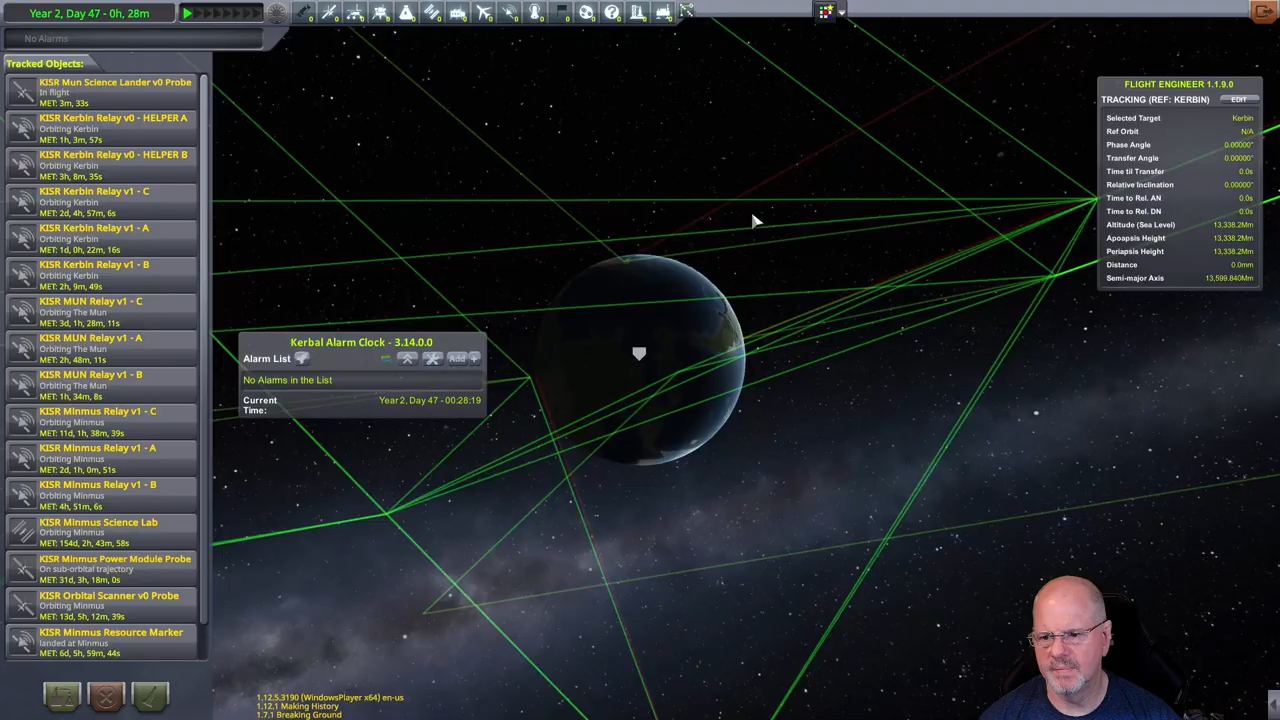 Year 2, Day 47 - 0h, 28m
No Alarms
Tracked Objects:
KISR Mun Science Lander v0 Probe
In flight
MET: 3m, 33s
KISR Kerbin Relay v0 - HELPER A
Orbiting Kerbin
MET: 1h, 3m, 57s
KISR Kerbin Relay v0 - HELPER B
Orbiting Kerbin
MET: 3h, 8m, 35s
KISR Kerbin Relay v1 - C
Orbiting Kerbin
MET: 2d, 4h, 57m, 6s
KISR Kerbin Relay v1 - A
Orbiting Kerbin
MET: 1d, 0h, 22m, 16s
KISR Kerbin Relay v1 - B
Orbiting Kerbin
MET: 2h, 9m, 49s
KISR MUN Relay v1 - C
Orbiting The Mun
MET: 3d, 1h, 28m, 11s
KISR MUN Relay v1 - A
Orbiting The Mun
MET: 2h, 48m, 11s
KISR MUN Relay v1 - B
Orbiting The Mun
MET: 1h, 34m, 8s
KISR Minmus Relay v1 - C
Orbiting Minmus
MET: 11d, 1h, 38m, 39s
KISR Minmus Relay v1 - A
Orbiting Minmus
MET: 2d, 1h, 0m, 51s
KISR Minmus Relay v1 - B
Orbiting Minmus
MET: 4h, 51m, 6s
KISR Minmus Science Lab
Orbiting Minmus
MET: 154d, 2h, 43m, 58s
KISR Minmus Power Module Probe
On sub-orbital trajectory
MET: 31d, 3h, 18m, 0s
KISR Orbital Scanner v0 Probe
Orbiting Minmus
MET: 13d, 5h, 12m, 39s
KISR Minmus Resource Marker
landed at Minmus
MET: 6d, 5h, 59m, 44s
Kerbal Alarm Clock - 3.14.0.0
Alarm List Add +
No Alarms in the List
Current Time: Year 2, Day 47 - 00:28:19
FLIGHT ENGINEER 1.1.9.0
TRACKING (REF: KERBIN) EDIT
Selected Target Kerbin
Ref Orbit N/A
Phase Angle 0.00000°
Transfer Angle 0.00000°
Time til Transfer 0.0s
Relative Inclination 0.00000°
Time to Rel. AN 0.0s
Time to Rel. DN 0.0s
Altitude (Sea Level) 13,338.2Mm
Apoapsis Height 13,338.2Mm
Periapsis Height 13,338.2Mm
Distance 0.0mm
Semi-major Axis 13,599.840Mm
1.12.5.3190 (WindowsPlayer x64) en-us
1.12.1 Making History
1.7.1 Breaking Ground